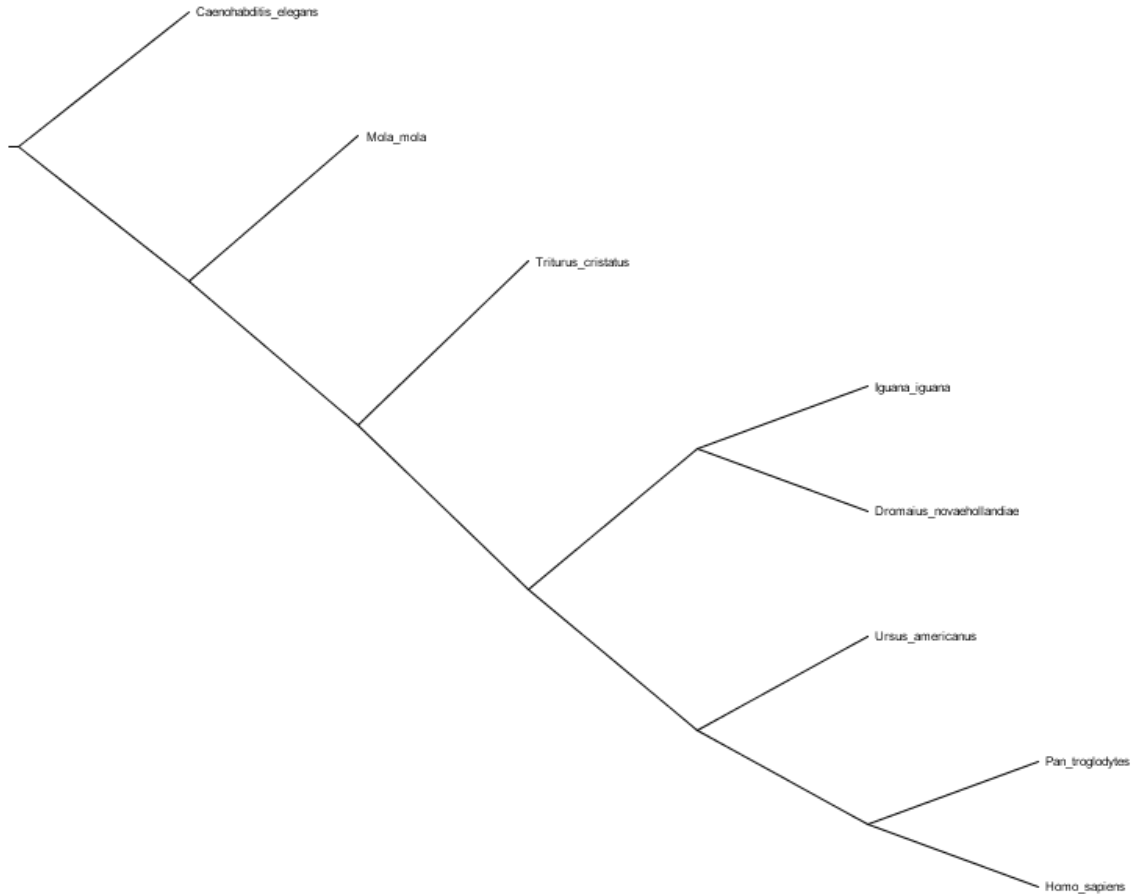 Caenohabditis_elegans
Mola_mola
Triturus_cristatus
Iguana_iguana
Dromaius_novaehollandiae
Ursus_americanus
Pan_troglodytes
Homo_sapiens